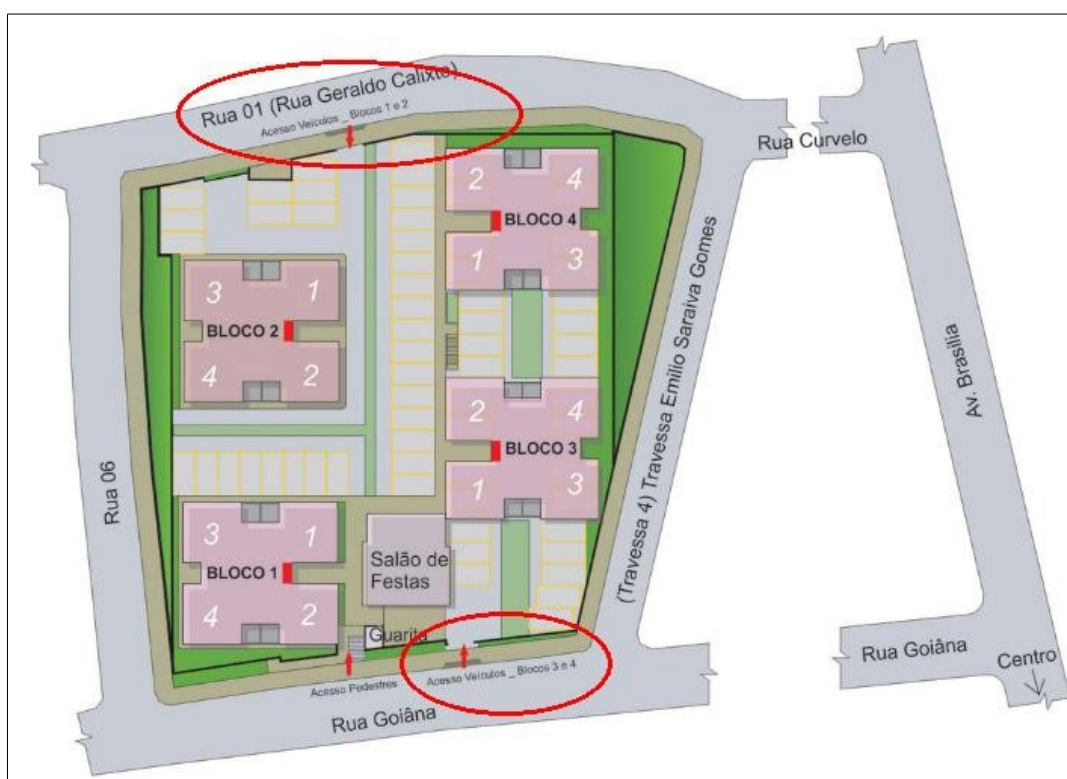 Rua 01 (Rua Geraldo Calixto)
Acesso Veículos _ Blocos 1 e 2
Rua Curvelo
2 4
BLOCO 4
1 3
3 1
BLOCO 2
4 2
2 4
BLOCO 3
1 3
3 1
BLOCO 1
4 2
Salão de
Festas
Guarita
Acesso Pedestres
Acesso Veículos _ Blocos 3 e 4
Rua Goiâna
Rua 06
(Travessa 4) Travessa Emílio Saraiva Gomes
Av. Brasília
Rua Goiâna
Centro